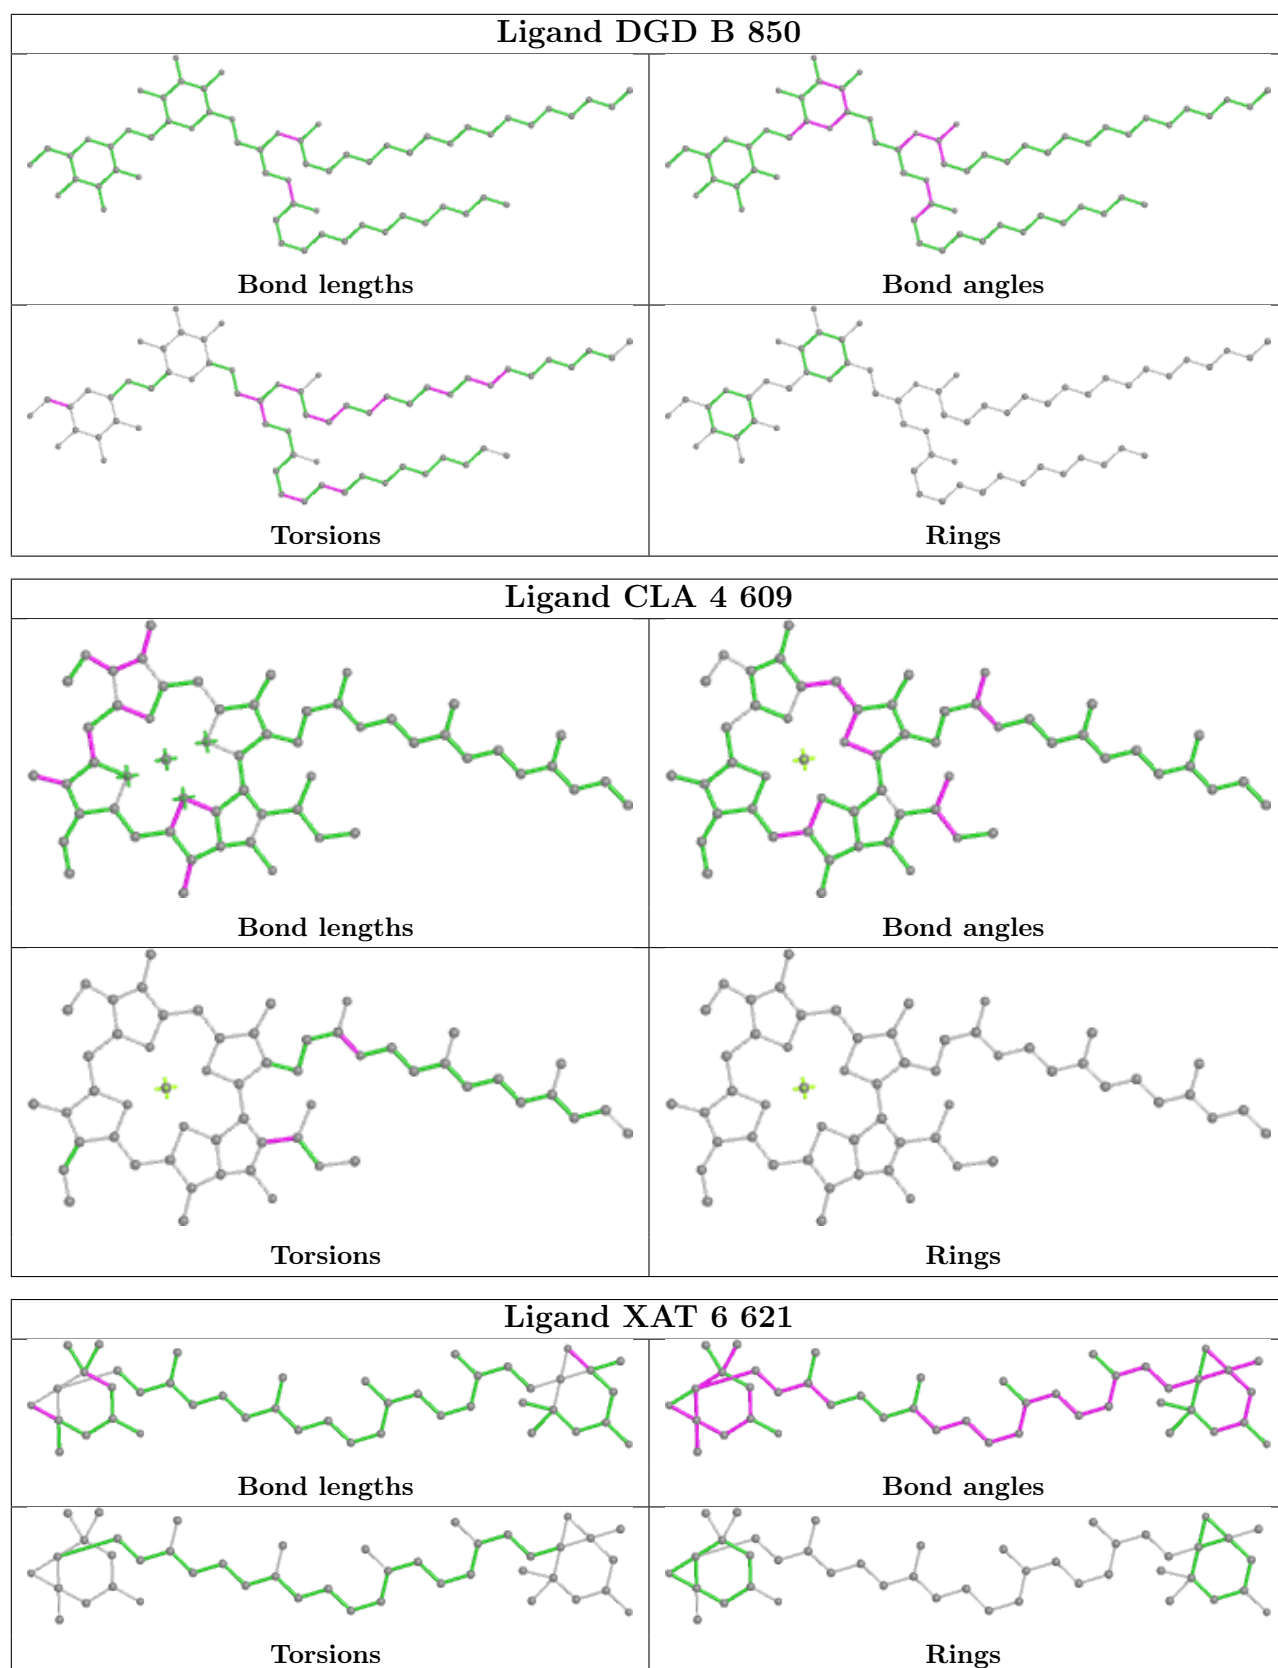 Ligand DGD B 850
Bond lengths
Bond angles
Torsions
Rings
Ligand CLA 4 609
Bond lengths
Bond angles
Torsions
Rings
Ligand XAT 6 621
Bond lengths
Bond angles
Torsions
Rings